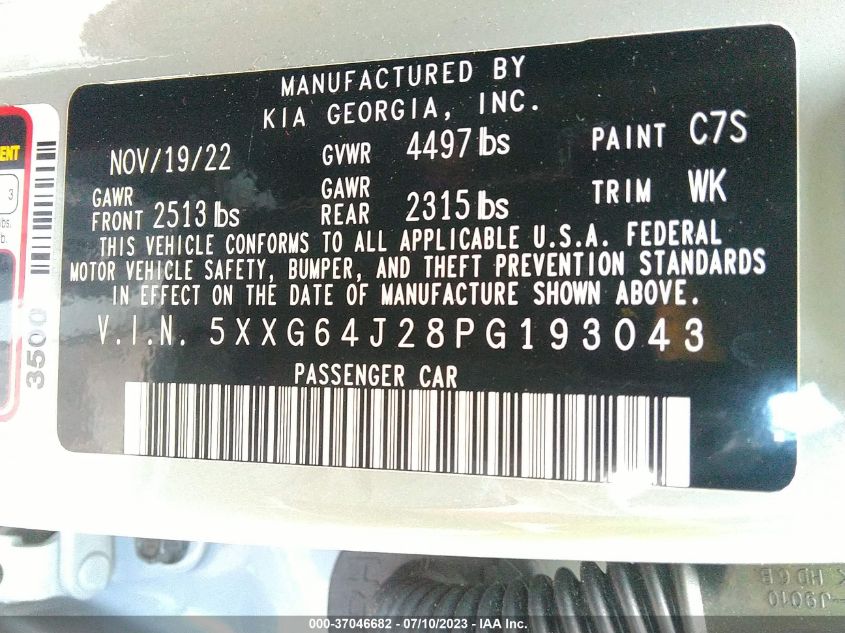 MANUFACTURED BY
KIA GEORGIA, INC.
NOV/19/22 GVWR 4497 lbs PAINT C7S
GAWR FRONT 2513 lbs GAWR REAR 2315 lbs TRIM WK
THIS VEHICLE CONFORMS TO ALL APPLICABLE U.S.A. FEDERAL
MOTOR VEHICLE SAFETY, BUMPER, AND THEFT PREVENTION STANDARDS
IN EFFECT ON THE DATE OF MANUFACTURE SHOWN ABOVE.
V.I.N. 5XXG64J28PG193043
PASSENGER CAR
3
lbs.
3500
000-37046682 - 07/10/2023 - IAA Inc.